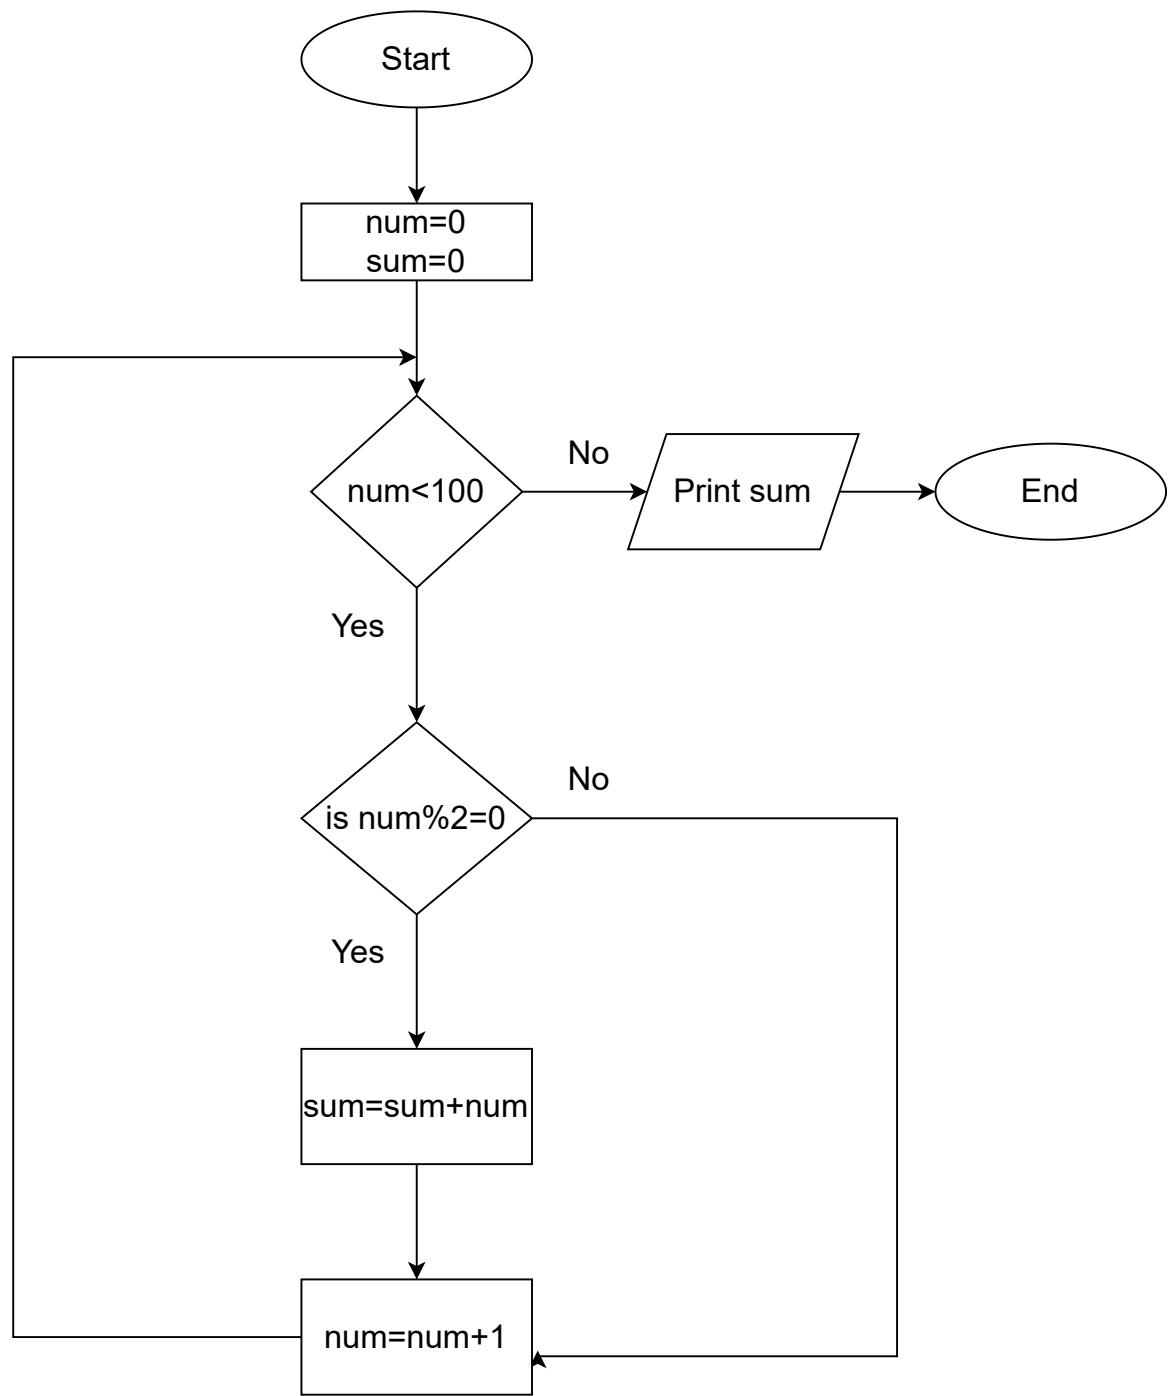 Start
num=0
sum=0
num<100
No
Print sum
End
Yes
is num%2=0
No
Yes
sum=sum+num
num=num+1